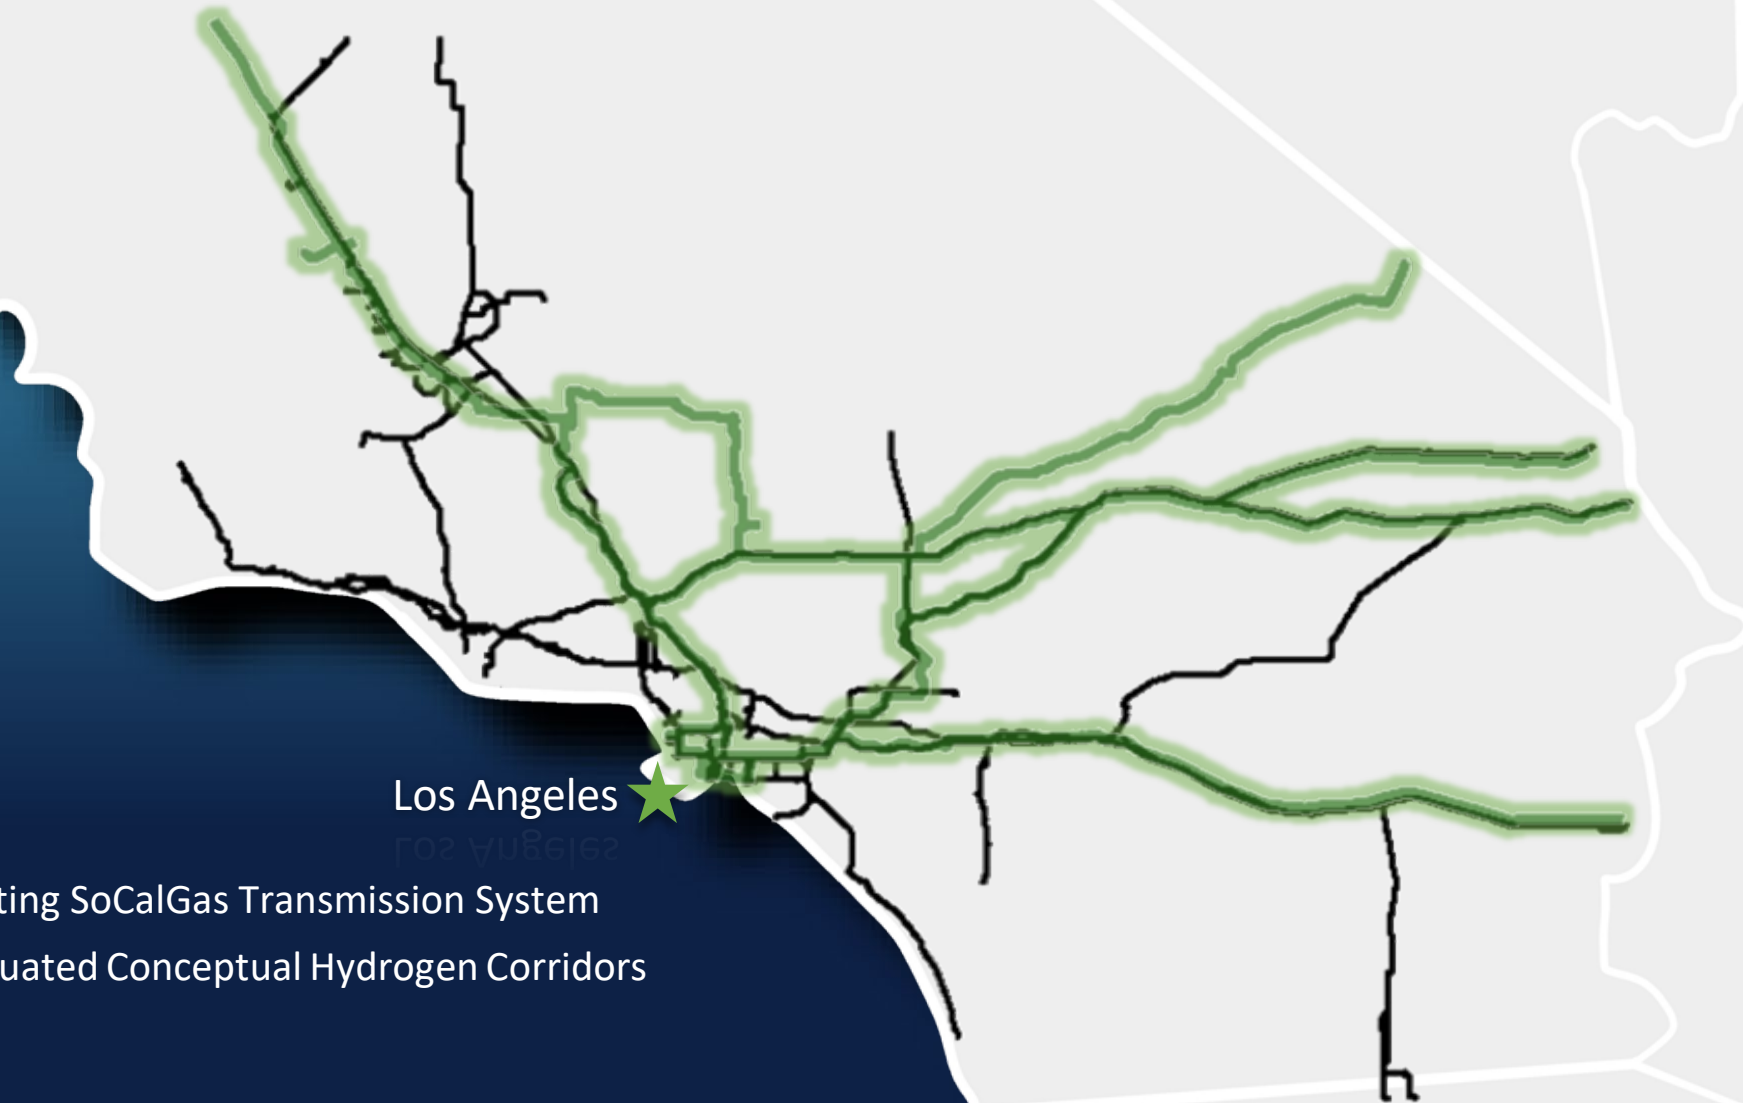 Los Angeles
ting SoCalGas Transmission System
uated Conceptual Hydrogen Corridors